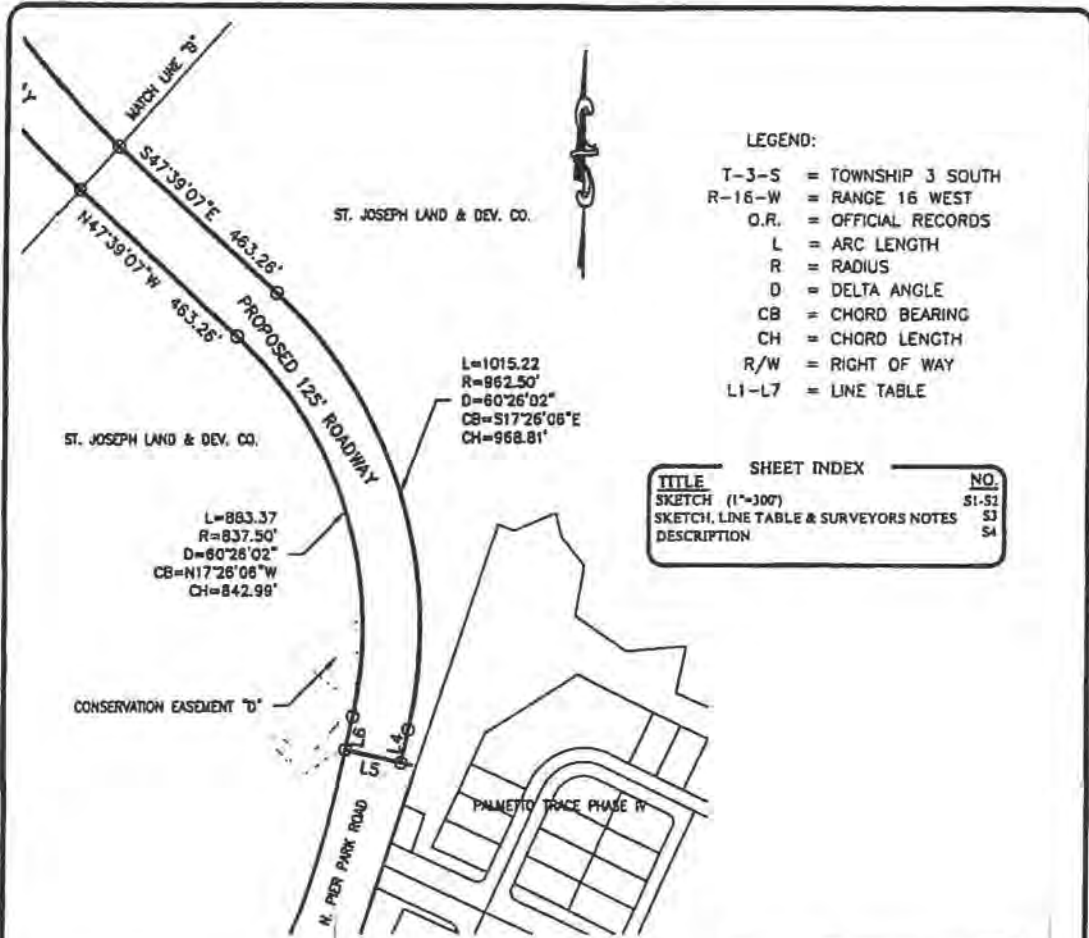 MATCH LINE "B"
S47°39'07"E 463.26'
N47°39'07"W 463.26'
ST. JOSEPH LAND & DEV. CO.
PROPOSED 125' ROADWAY
LEGEND:
T-3-S = TOWNSHIP 3 SOUTH
R-16-W = RANGE 16 WEST
O.R. = OFFICIAL RECORDS
L = ARC LENGTH
R = RADIUS
D = DELTA ANGLE
CB = CHORD BEARING
CH = CHORD LENGTH
R/W = RIGHT OF WAY
L1-L7 = LINE TABLE
L=1015.22
R=962.50'
D=60°26'02"
CB=S17°26'06"E
CH=968.81'
ST. JOSEPH LAND & DEV. CO.
SHEET INDEX
TITLE NO.
SKETCH (1"=300') S1-S2
SKETCH, LINE TABLE & SURVEYORS NOTES S3
DESCRIPTION S4
L=883.37
R=837.50'
D=60°26'02"
CB=N17°26'06"W
CH=842.99'
CONSERVATION EASEMENT "D"
L6
L4
L5
PALMETTO TRACE PHASE IV
N. PIER PARK ROAD